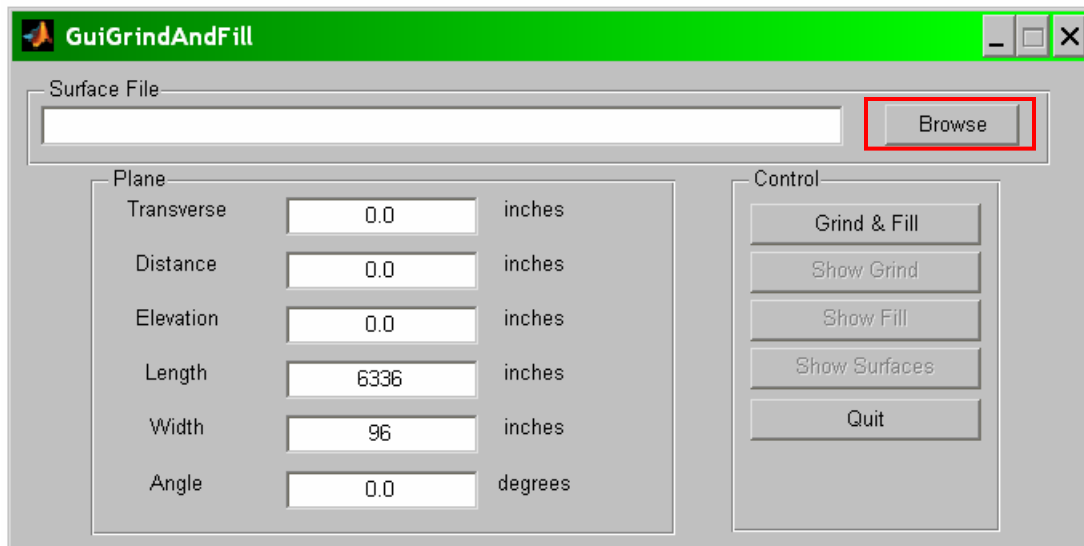 GuiGrindAndFill
Surface File
Browse
Plane
Transverse 0.0 inches
Distance 0.0 inches
Elevation 0.0 inches
Length 6336 inches
Width 96 inches
Angle 0.0 degrees
Control
Grind & Fill
Show Grind
Show Fill
Show Surfaces
Quit